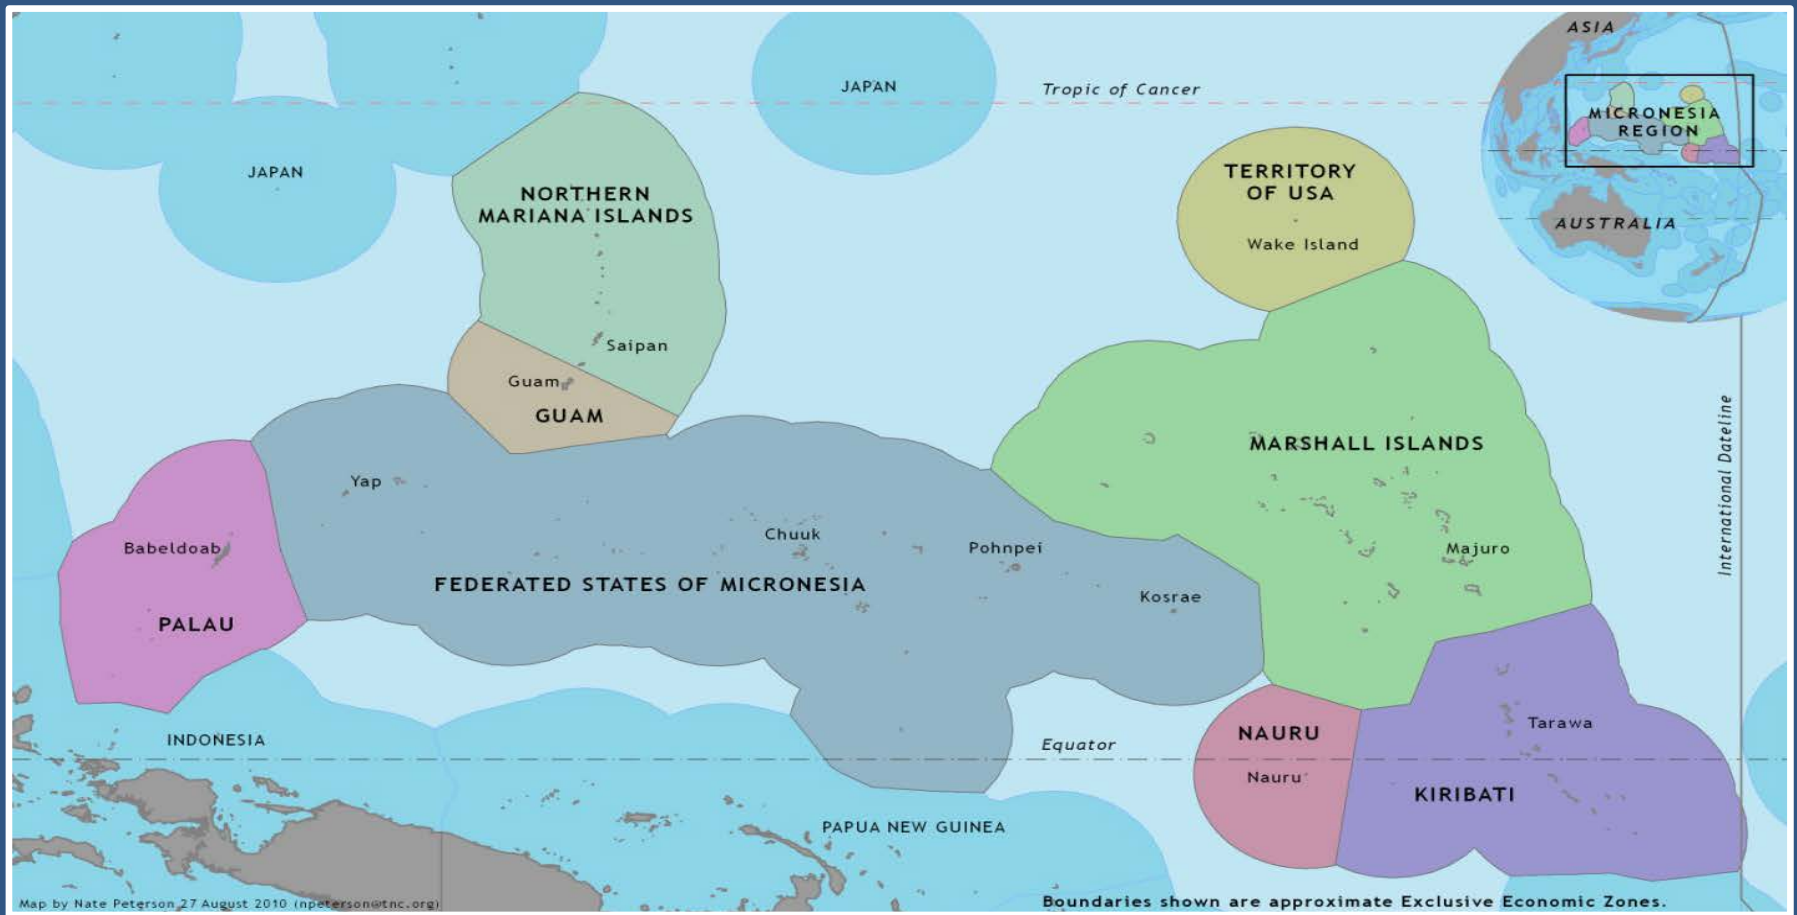 ASIA
MICRONESIA
REGION
AUSTRALIA
JAPAN
Tropic of Cancer
JAPAN
TERRITORY
OF USA
Wake Island
NORTHERN
MARIANA ISLANDS
Saipan
Guam
GUAM
MARSHALL ISLANDS
International Dateline
Yap
Chuuk
Pohnpei
Majuro
Babeldoab
FEDERATED STATES OF MICRONESIA
Kosrae
PALAU
INDONESIA
Equator
NAURU
Nauru
Tarawa
KIRIBATI
PAPUA NEW GUINEA
Map by Nate Peterson 27 August 2010 (npeterson@tnc.org)
Boundaries shown are approximate Exclusive Economic Zones.